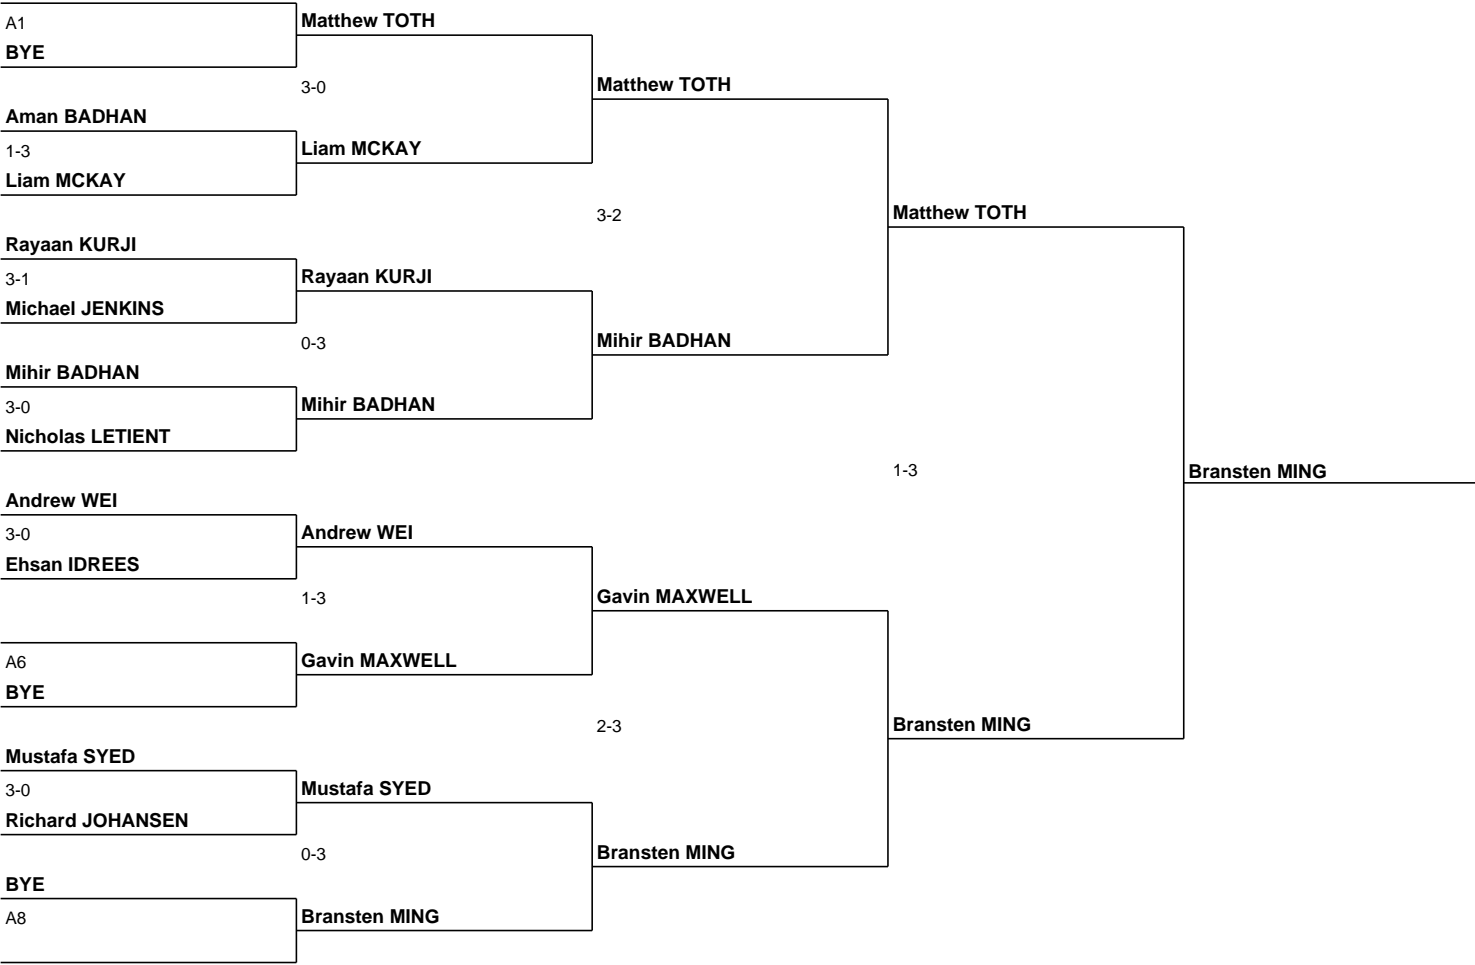 A1
BYE
Aman BADHAN
1-3
Liam MCKAY
Rayaan KURJI
3-1
Michael JENKINS
Mihir BADHAN
3-0
Nicholas LETIENT
Andrew WEI
3-0
Ehsan IDREES
A6
BYE
Mustafa SYED
3-0
Richard JOHANSEN
BYE
A8
Matthew TOTH
3-0
Liam MCKAY
Rayaan KURJI
0-3
Mihir BADHAN
Andrew WEI
1-3
Gavin MAXWELL
Mustafa SYED
0-3
Bransten MING
Matthew TOTH
3-2
Mihir BADHAN
Gavin MAXWELL
2-3
Bransten MING
Matthew TOTH
1-3
Bransten MING
Bransten MING